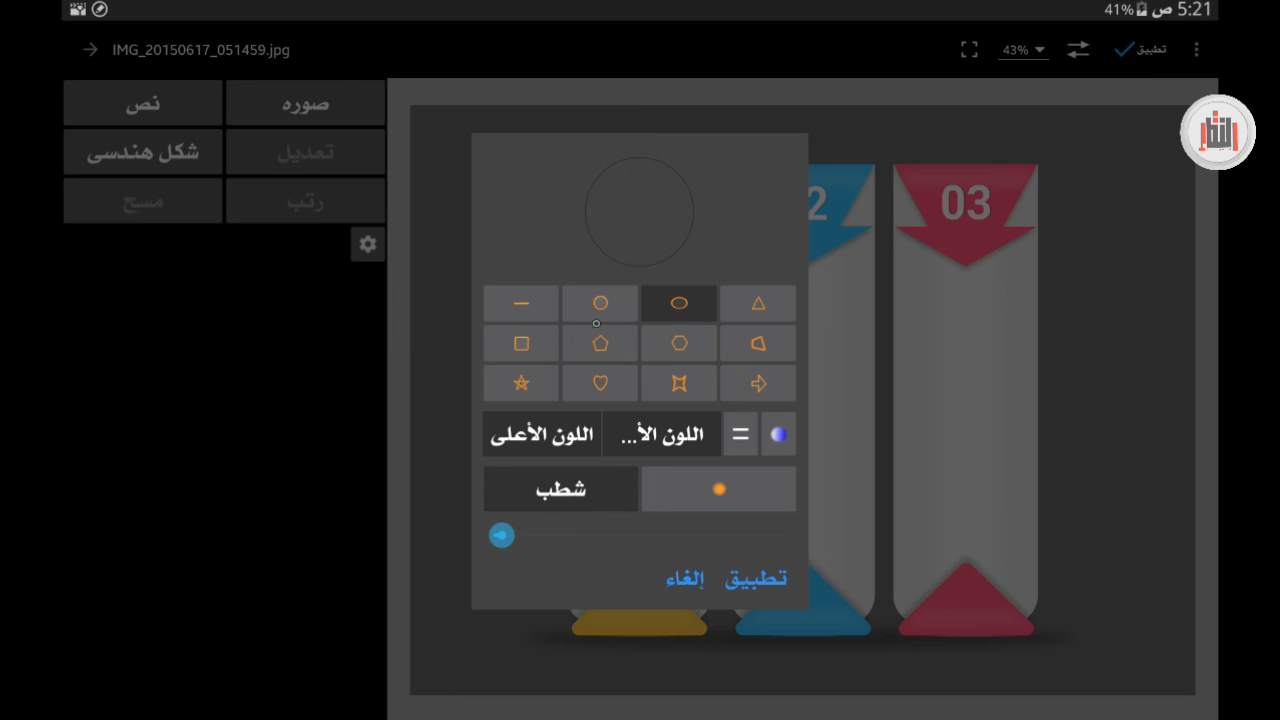 41% ص 5:21
IMG_20150617_051459.jpg
43%
تطبيق
نص
صوره
شكل هندسى
تعديل
مسح
رتب
2
03
اللون الأعلى
اللون الأ...
شطب
إلغاء
تطبيق